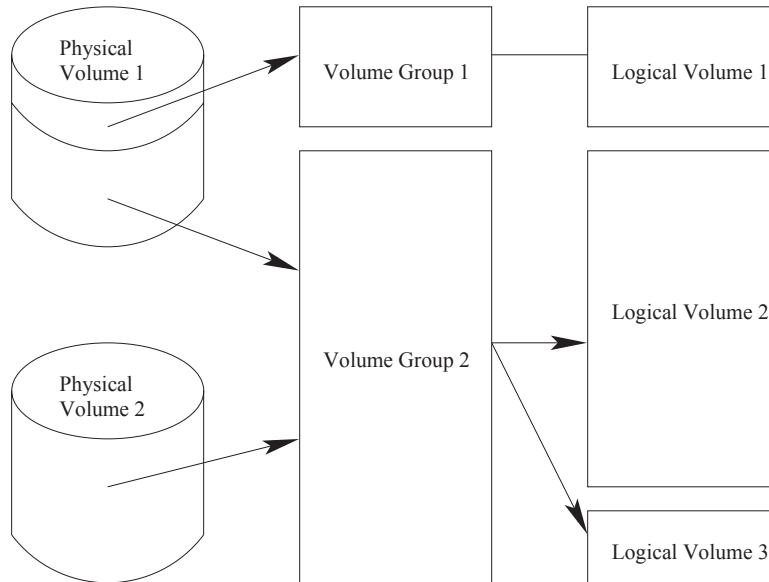 Physical
Volume 1
Volume Group 1
Logical Volume 1
Logical Volume 2
Volume Group 2
Physical
Volume 2
Logical Volume 3